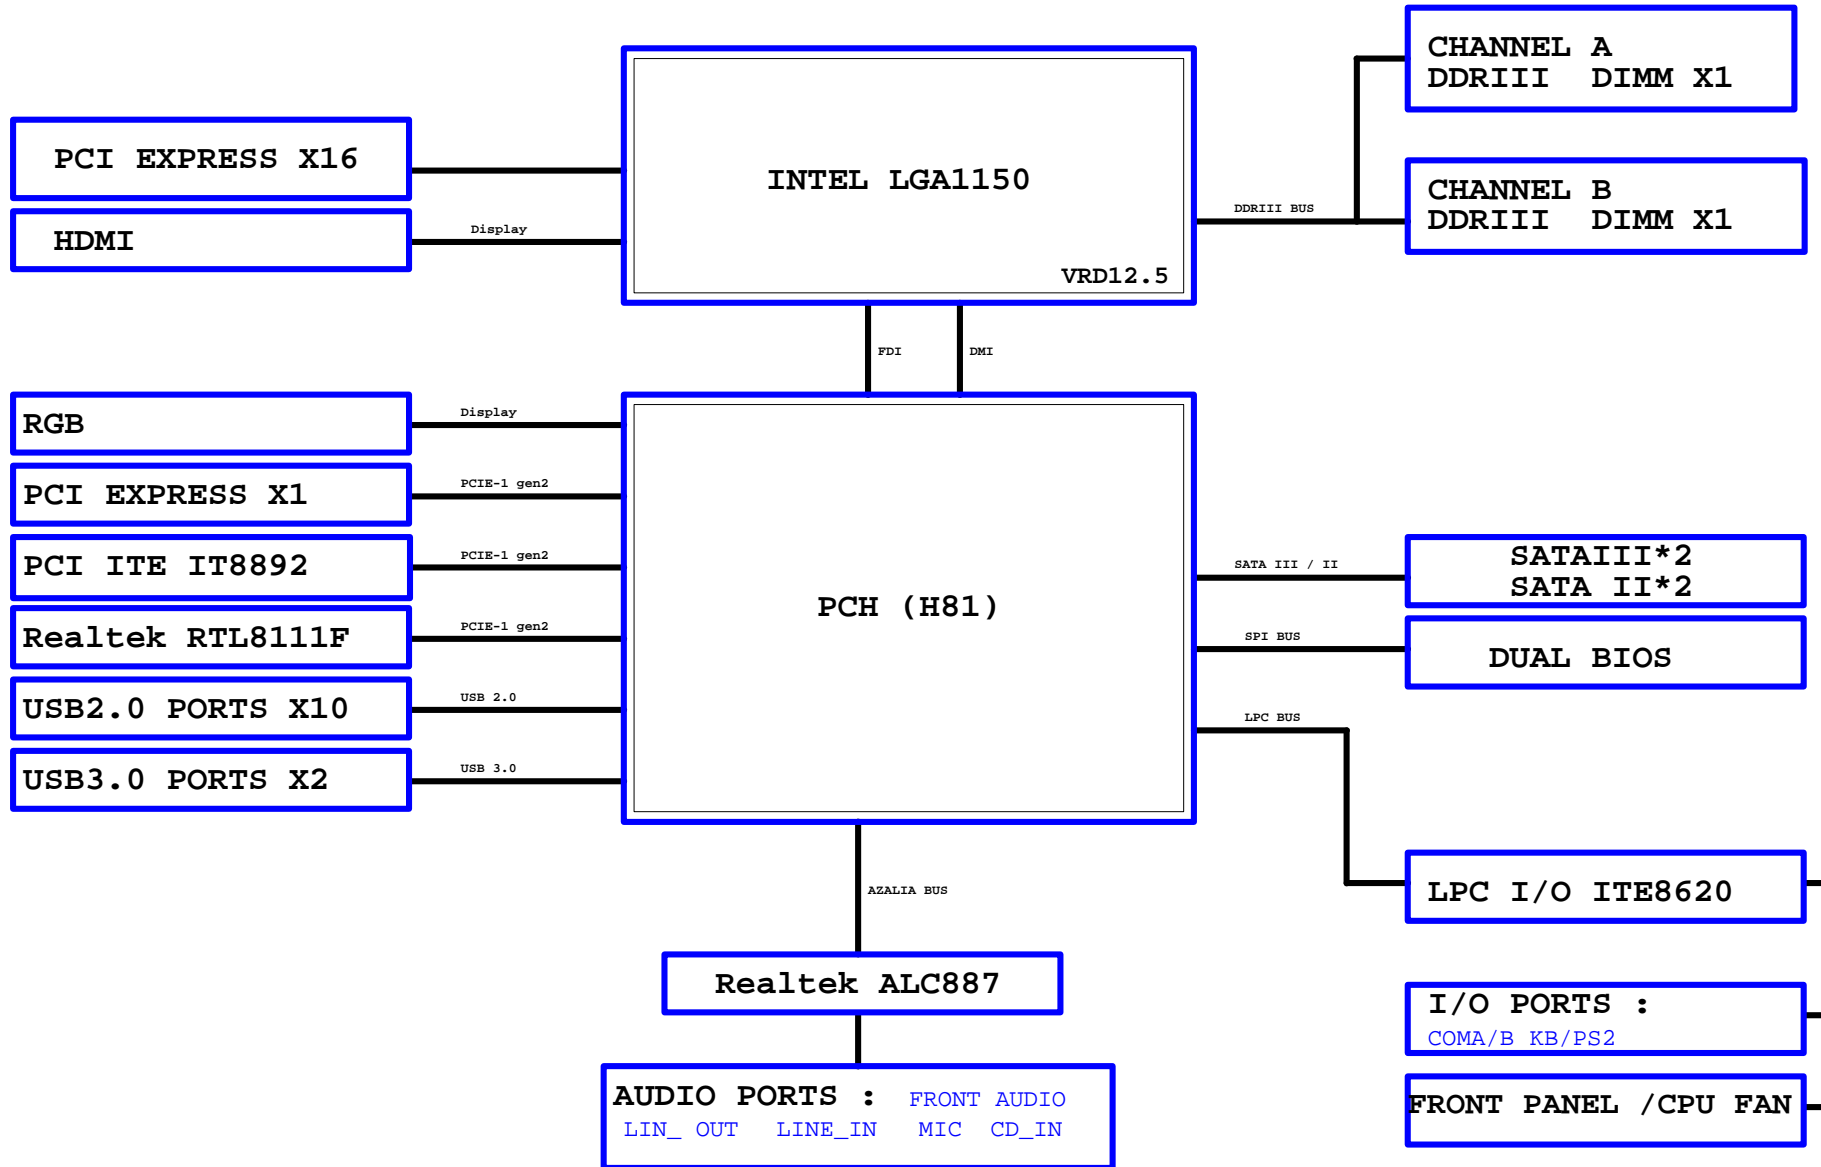 CHANNEL A
DDRIII DIMM X1
PCI EXPRESS X16
INTEL LGA1150
CHANNEL B
DDRIII DIMM X1
DDRIII BUS
HDMI
Display
VRD12.5
FDI
DMI
RGB
Display
PCI EXPRESS X1
PCIE-1 gen2
PCI ITE IT8892
PCIE-1 gen2
SATA III / II
SATAIII*2
SATA II*2
PCH (H81)
Realtek RTL8111F
PCIE-1 gen2
SPI BUS
DUAL BIOS
USB2.0 PORTS X10
USB 2.0
LPC BUS
USB3.0 PORTS X2
USB 3.0
AZALIA BUS
LPC I/O ITE8620
Realtek ALC887
I/O PORTS :
COMA/B KB/PS2
AUDIO PORTS : FRONT AUDIO
LIN_ OUT LINE_IN MIC CD_IN
FRONT PANEL /CPU FAN